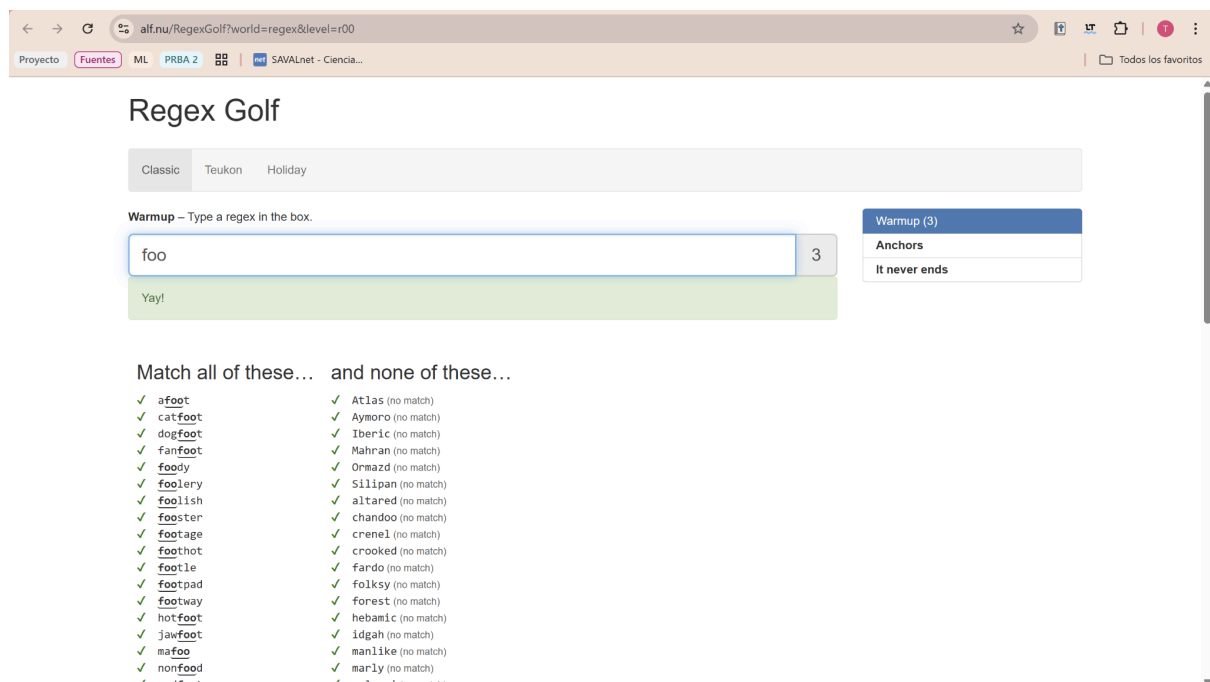 alf.nu/RegexGolf?world=regex&level=r00
T
Proyecto Fuentes ML PRBA 2 net SAVALnet - Ciencia... Todos los favoritos
Regex Golf
Classic Teukon Holiday
Warmup – Type a regex in the box.
foo 3
Yay!
Warmup (3)
Anchors
It never ends
Match all of these… and none of these…
✓ afoot ✓ Atlas (no match)
✓ catfoot ✓ Aymoro (no match)
✓ dogfoot ✓ Iberic (no match)
✓ fanfoot ✓ Mahran (no match)
✓ foody ✓ Ormazd (no match)
✓ foolery ✓ Silipan (no match)
✓ foolish ✓ altared (no match)
✓ fooster ✓ chandoo (no match)
✓ footage ✓ crenel (no match)
✓ foothot ✓ crooked (no match)
✓ footle ✓ fardo (no match)
✓ footpad ✓ folksy (no match)
✓ footway ✓ forest (no match)
✓ hotfoot ✓ hebamic (no match)
✓ jawfoot ✓ idgah (no match)
✓ mafoo ✓ manlike (no match)
✓ nonfood ✓ marly (no match)